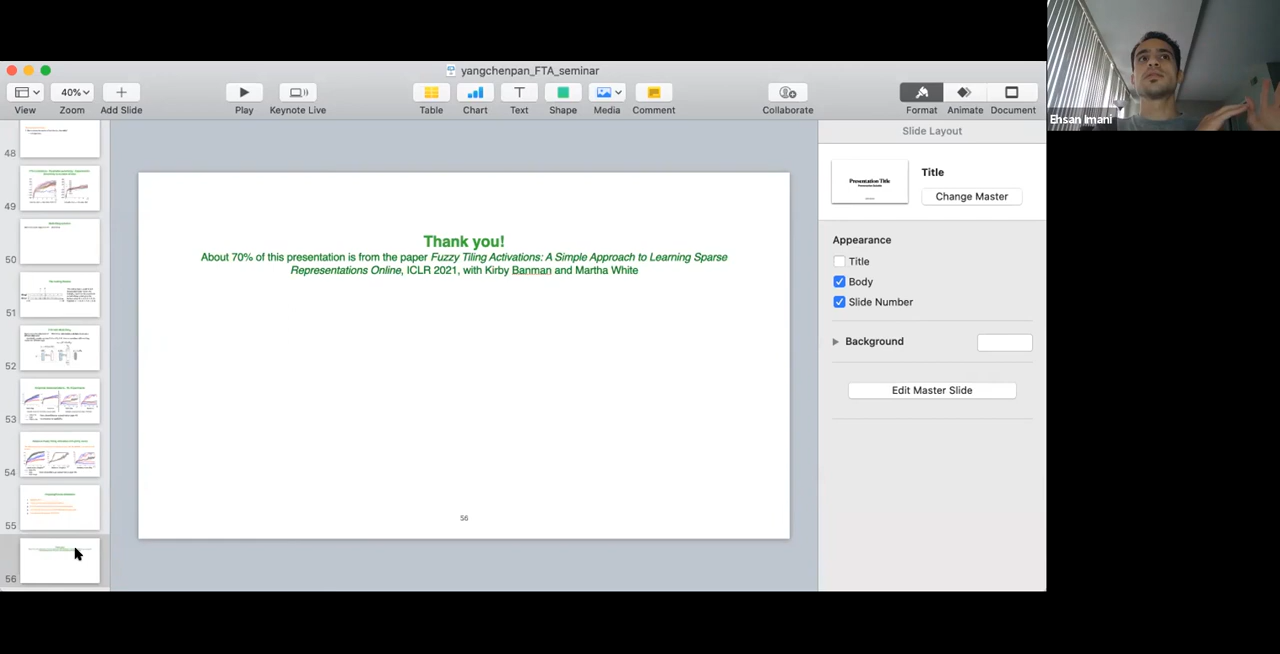 yangchenpan_FTA_seminar
40%
View
Zoom
Add Slide
Play
Keynote Live
Table
Chart
Text
Shape
Media
Comment
Collaborate
Format
Animate
Document
Ehsan Imani
48
49
50
51
52
53
54
55
56
Thank you!
About 70% of this presentation is from the paper Fuzzy Tiling Activations: A Simple Approach to Learning Sparse
Representations Online, ICLR 2021, with Kirby Banman and Martha White
56
Slide Layout
Presentation Title
Title
Change Master
Appearance
Title
Body
Slide Number
Background
Edit Master Slide